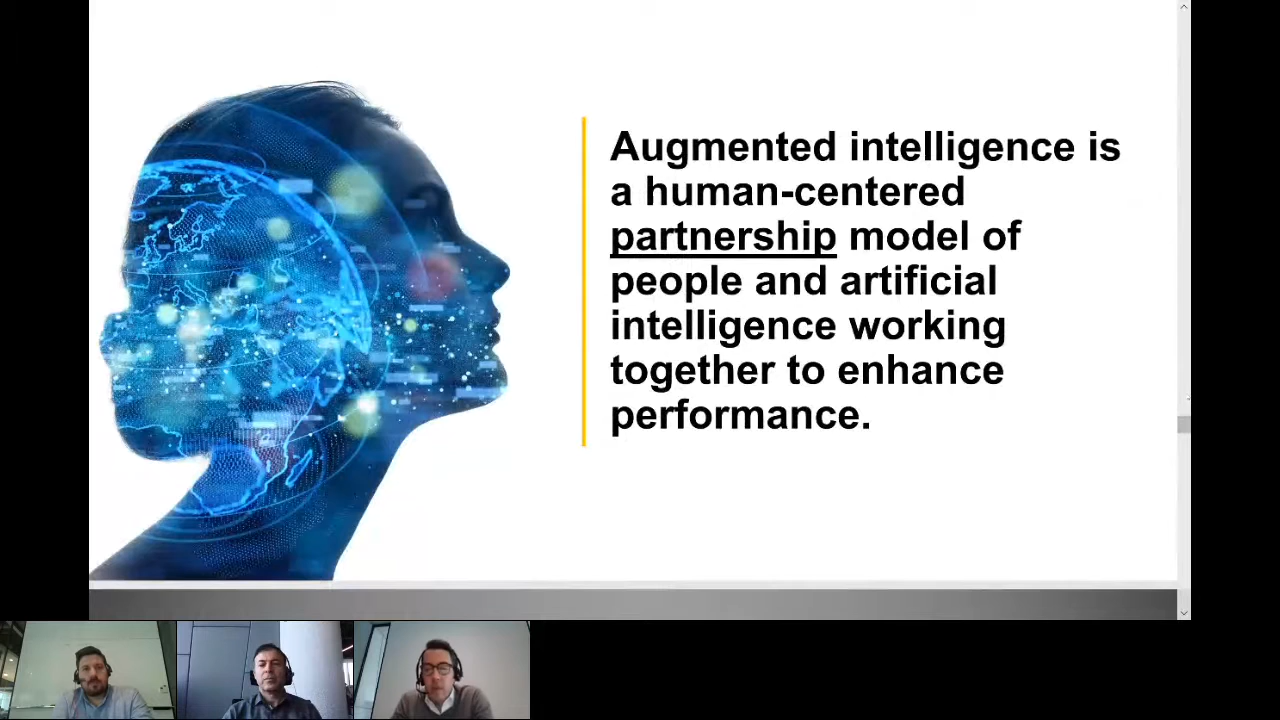 Augmented intelligence is
a human-centered
partnership model of
people and artificial
intelligence working
together to enhance
performance.